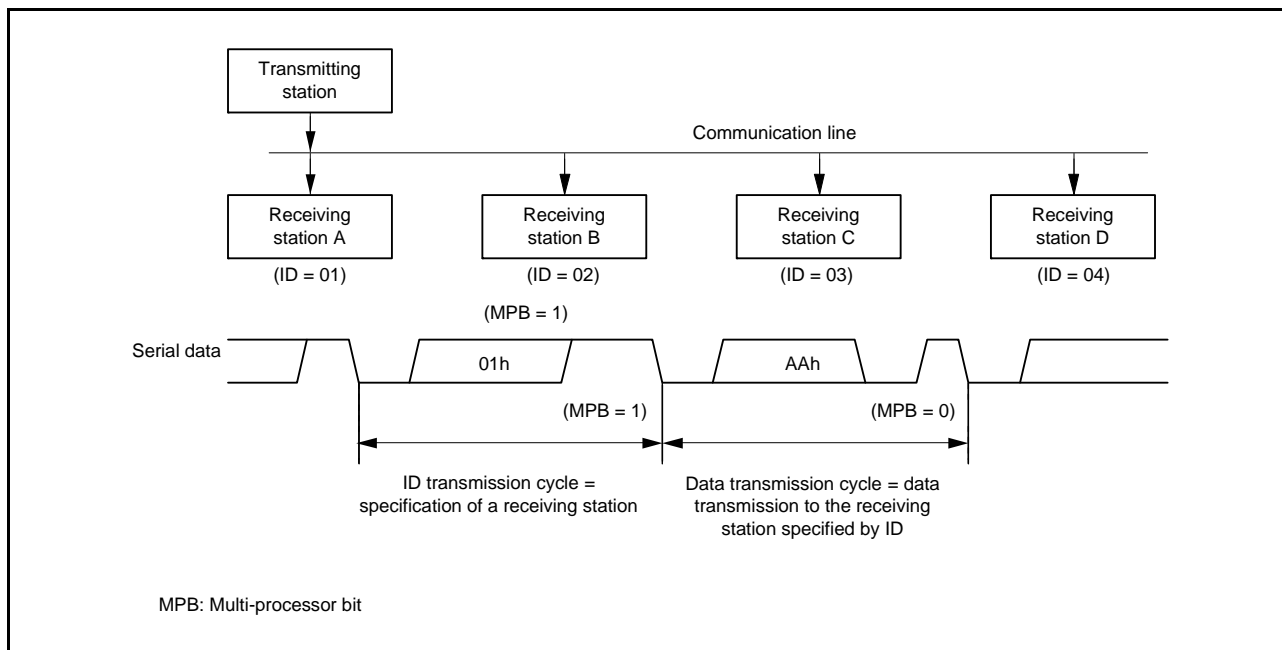 Transmitting
station
Communication line
Receiving
station A
Receiving
station B
Receiving
station C
Receiving
station D
(ID = 01)
(ID = 02)
(ID = 03)
(ID = 04)
(MPB = 1)
Serial data
01h
AAh
(MPB = 1)
(MPB = 0)
ID transmission cycle =
specification of a receiving station
Data transmission cycle = data
transmission to the receiving
station specified by ID
MPB: Multi-processor bit